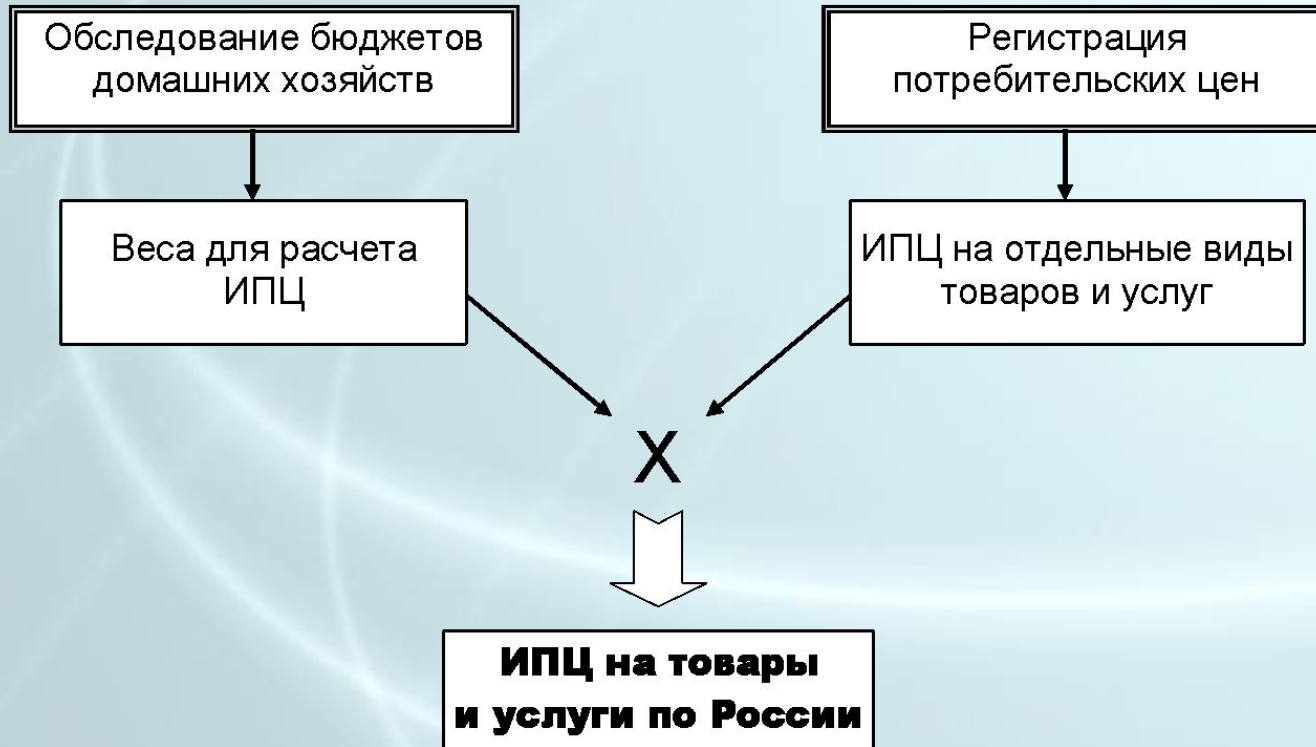 Обследование бюджетов
домашних хозяйств
Регистрация
потребительских цен
Веса для расчета
ИПЦ
ИПЦ на отдельные виды
товаров и услуг
X
ИПЦ на товары
и услуги по России